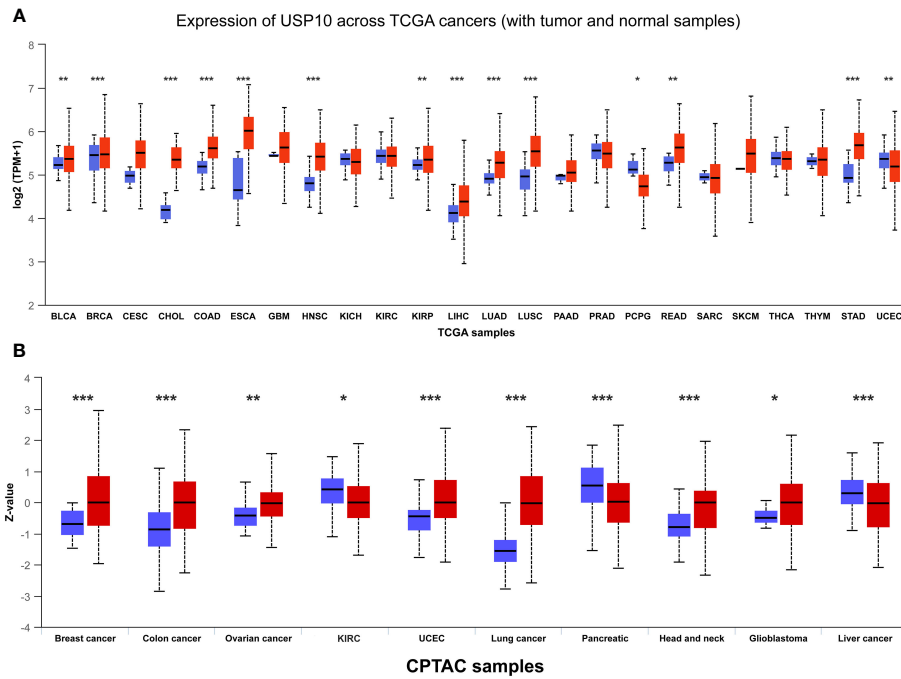 A
Expression of USP10 across TCGA cancers (with tumor and normal samples)
log2 (TPM+1)
8
7
6
5
4
3
2
** *** *** *** *** *** ** *** *** *** * ** *** **
BLCA BRCA CESC CHOL COAD ESCA GBM HNSC KICH KIRC KIRP LIHC LUAD LUSC PAAD PRAD PCPG READ SARC SKCM THCA THYM STAD UCEC
TCGA samples
B
Z-value
4
3
2
1
0
-1
-2
-3
-4
*** *** ** * *** *** *** *** * ***
Breast cancer Colon cancer Ovarian cancer KIRC UCEC Lung cancer Pancreatic Head and neck Glioblastoma Liver cancer
CPTAC samples